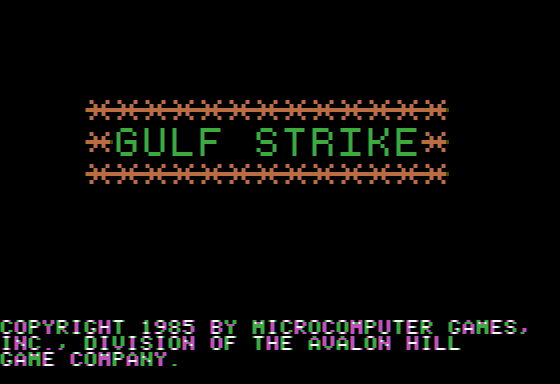 *************
*GULF STRIKE*
*************
COPYRIGHT 1985 BY MICROCOMPUTER GAMES,
INC., DIVISION OF THE AVALON HILL
GAME COMPANY.